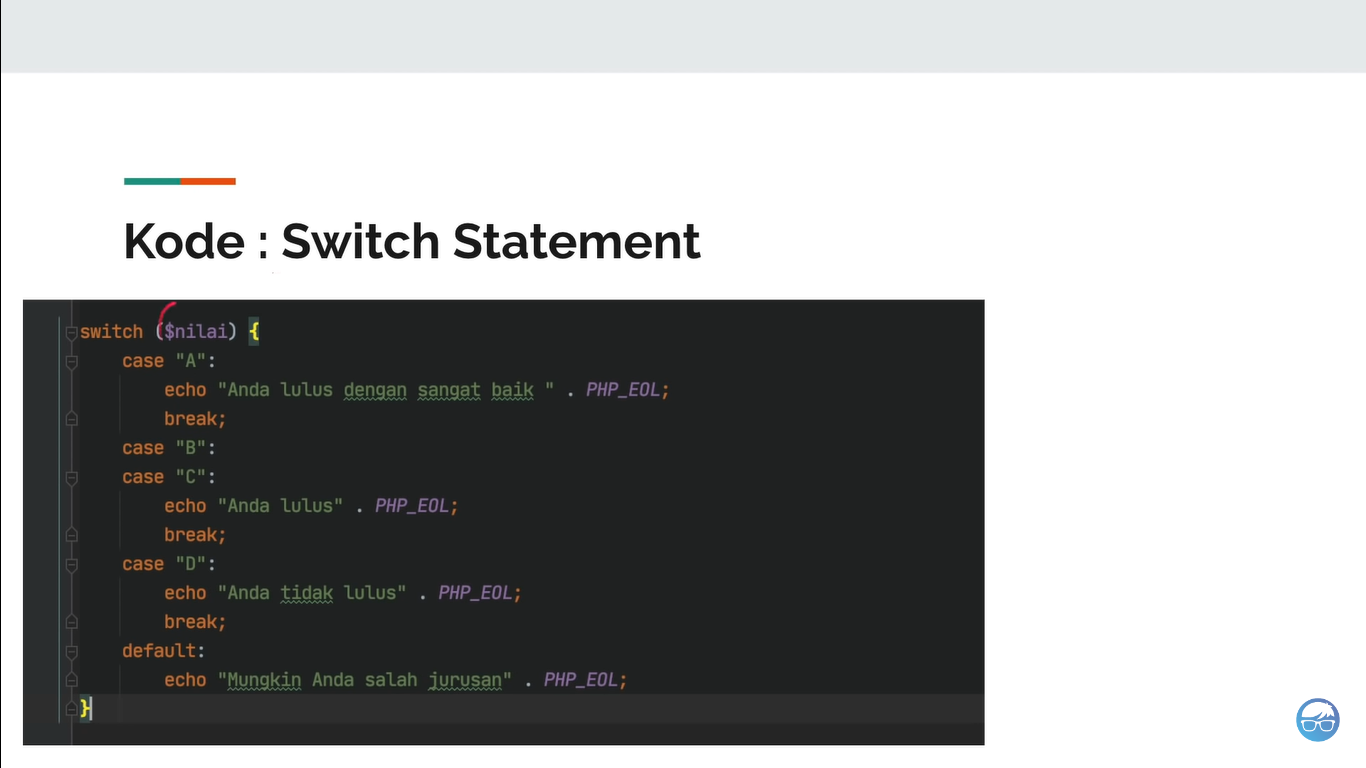 Kode : Switch Statement
switch ($nilai) {
case "A":
echo "Anda lulus dengan sangat baik " . PHP_EOL;
break;
case "B":
case "C":
echo "Anda lulus" . PHP_EOL;
break;
case "D":
echo "Anda tidak lulus" . PHP_EOL;
break;
default:
echo "Mungkin Anda salah jurusan" . PHP_EOL;
}